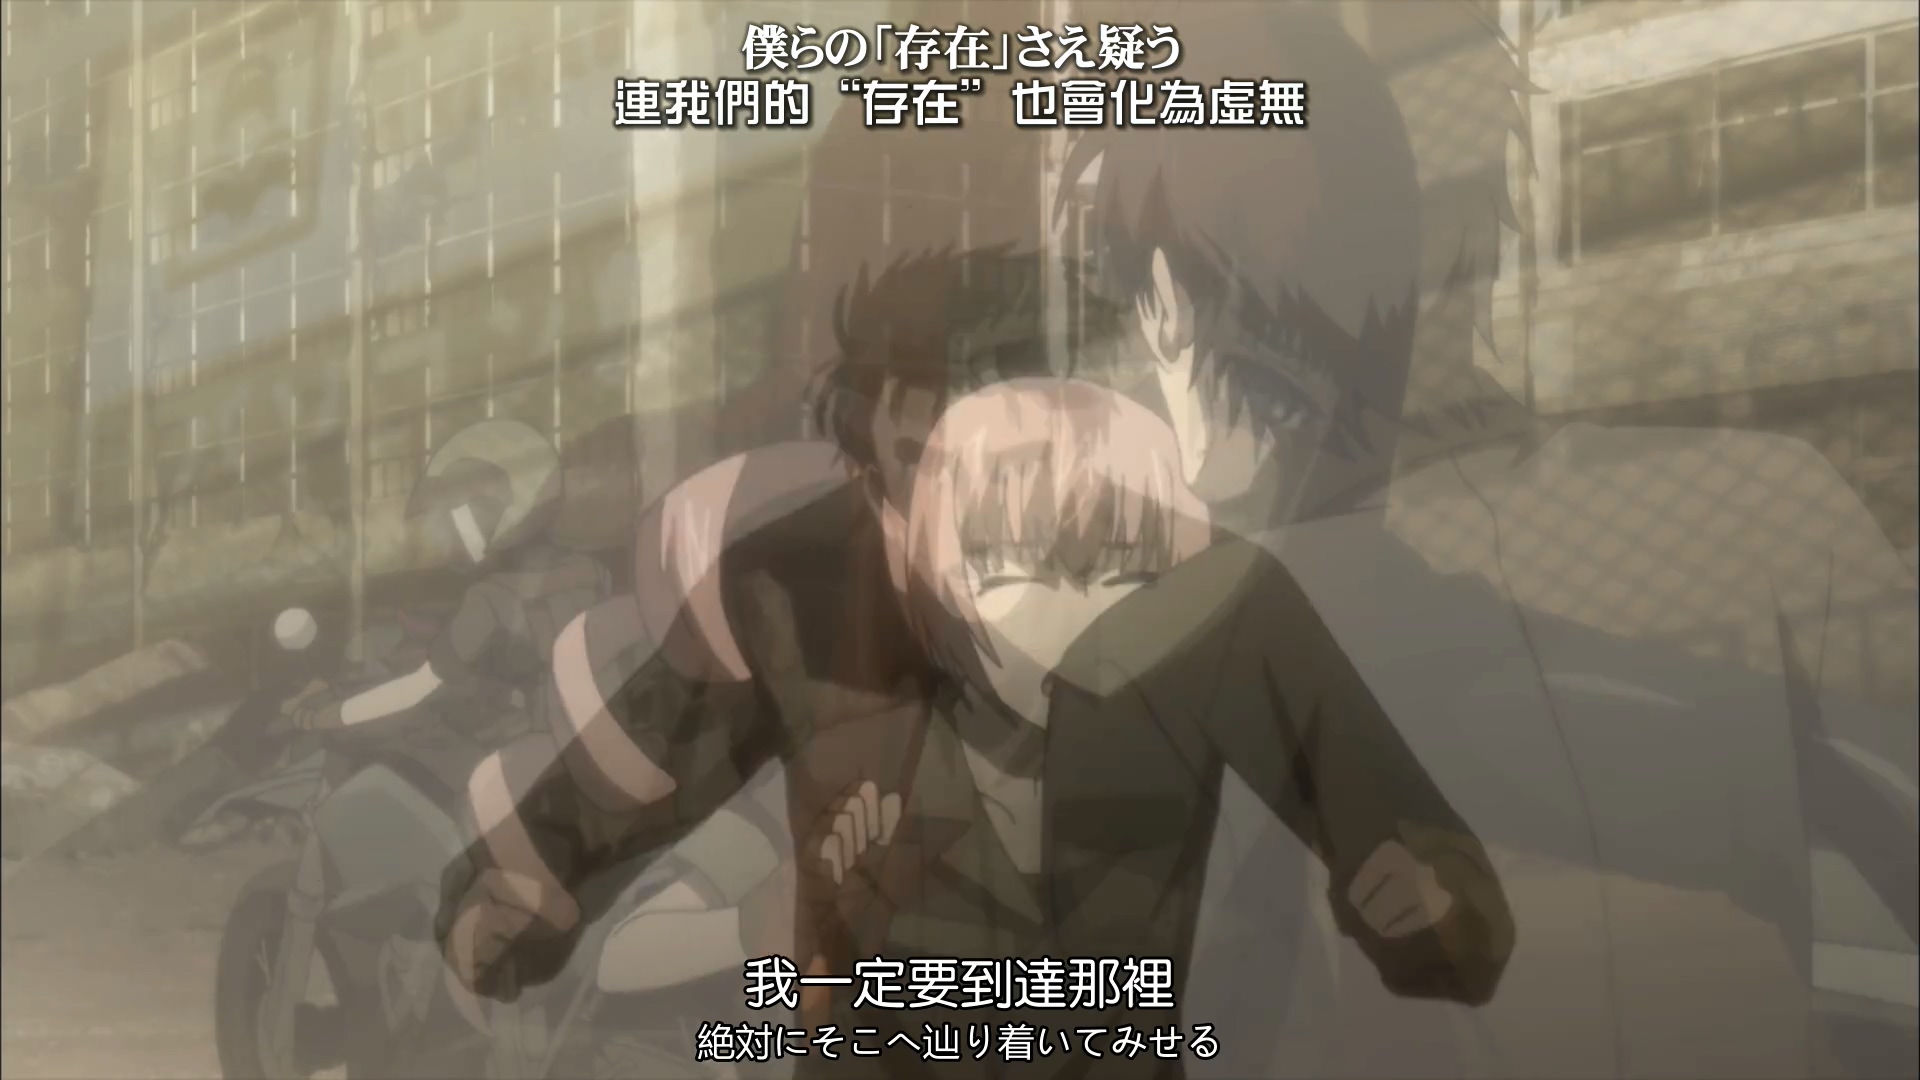 僕らの「存在」さえ疑う
連我們的“存在”也會化為虛無
我一定要到達那裡
絶対にそこへ辿り着いてみせる